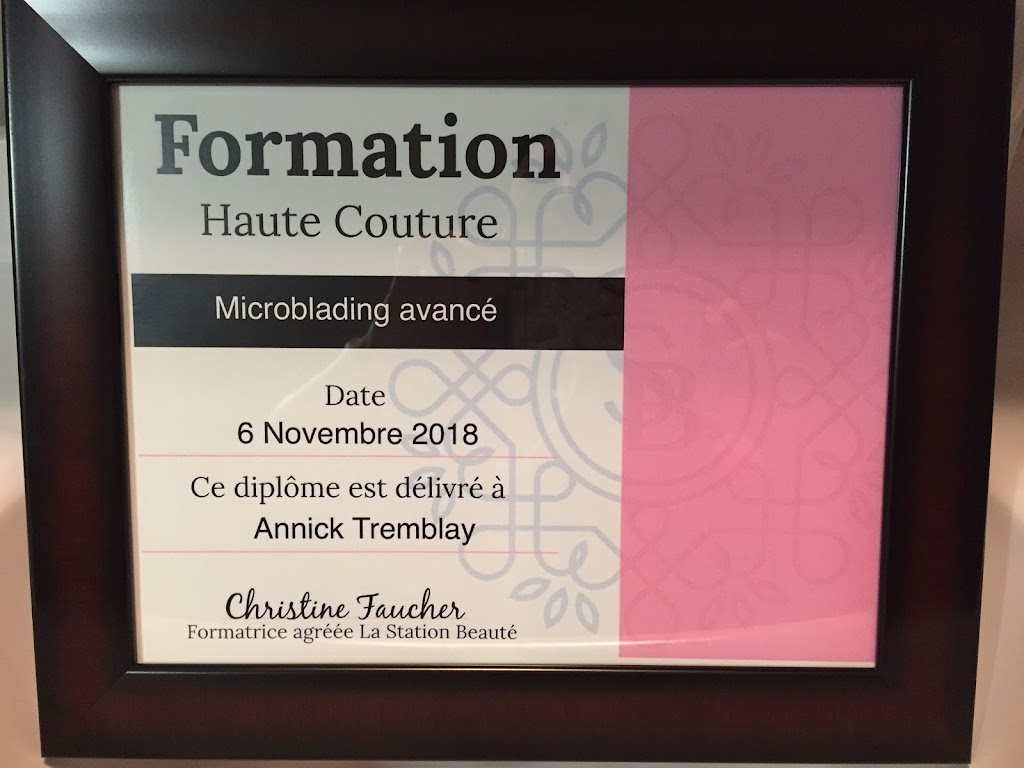 Formation
Haute Couture
Microblading avancé
Date
6 Novembre 2018
Ce diplôme est délivré à
Annick Tremblay
Christine Faucher
Formatrice agréée La Station Beauté
SB